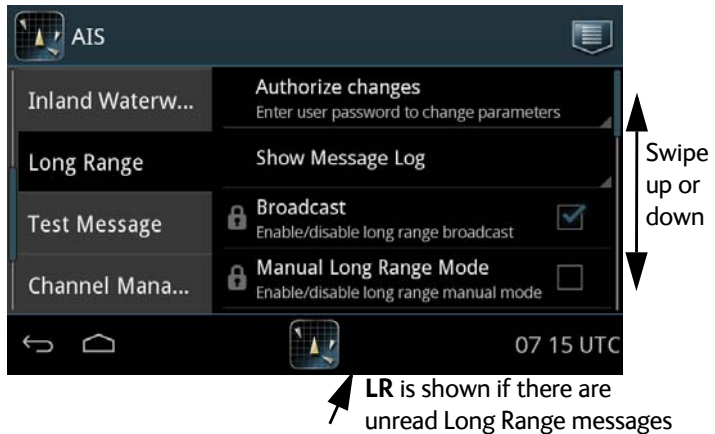 AIS
Inland Waterw...
Long Range
Test Message
Channel Mana...
Authorize changes
Enter user password to change parameters
Show Message Log
Broadcast
Enable/disable long range broadcast
Manual Long Range Mode
Enable/disable long range manual mode
07 15 UTC
Swipe
up or
down
LR is shown if there are
unread Long Range messages